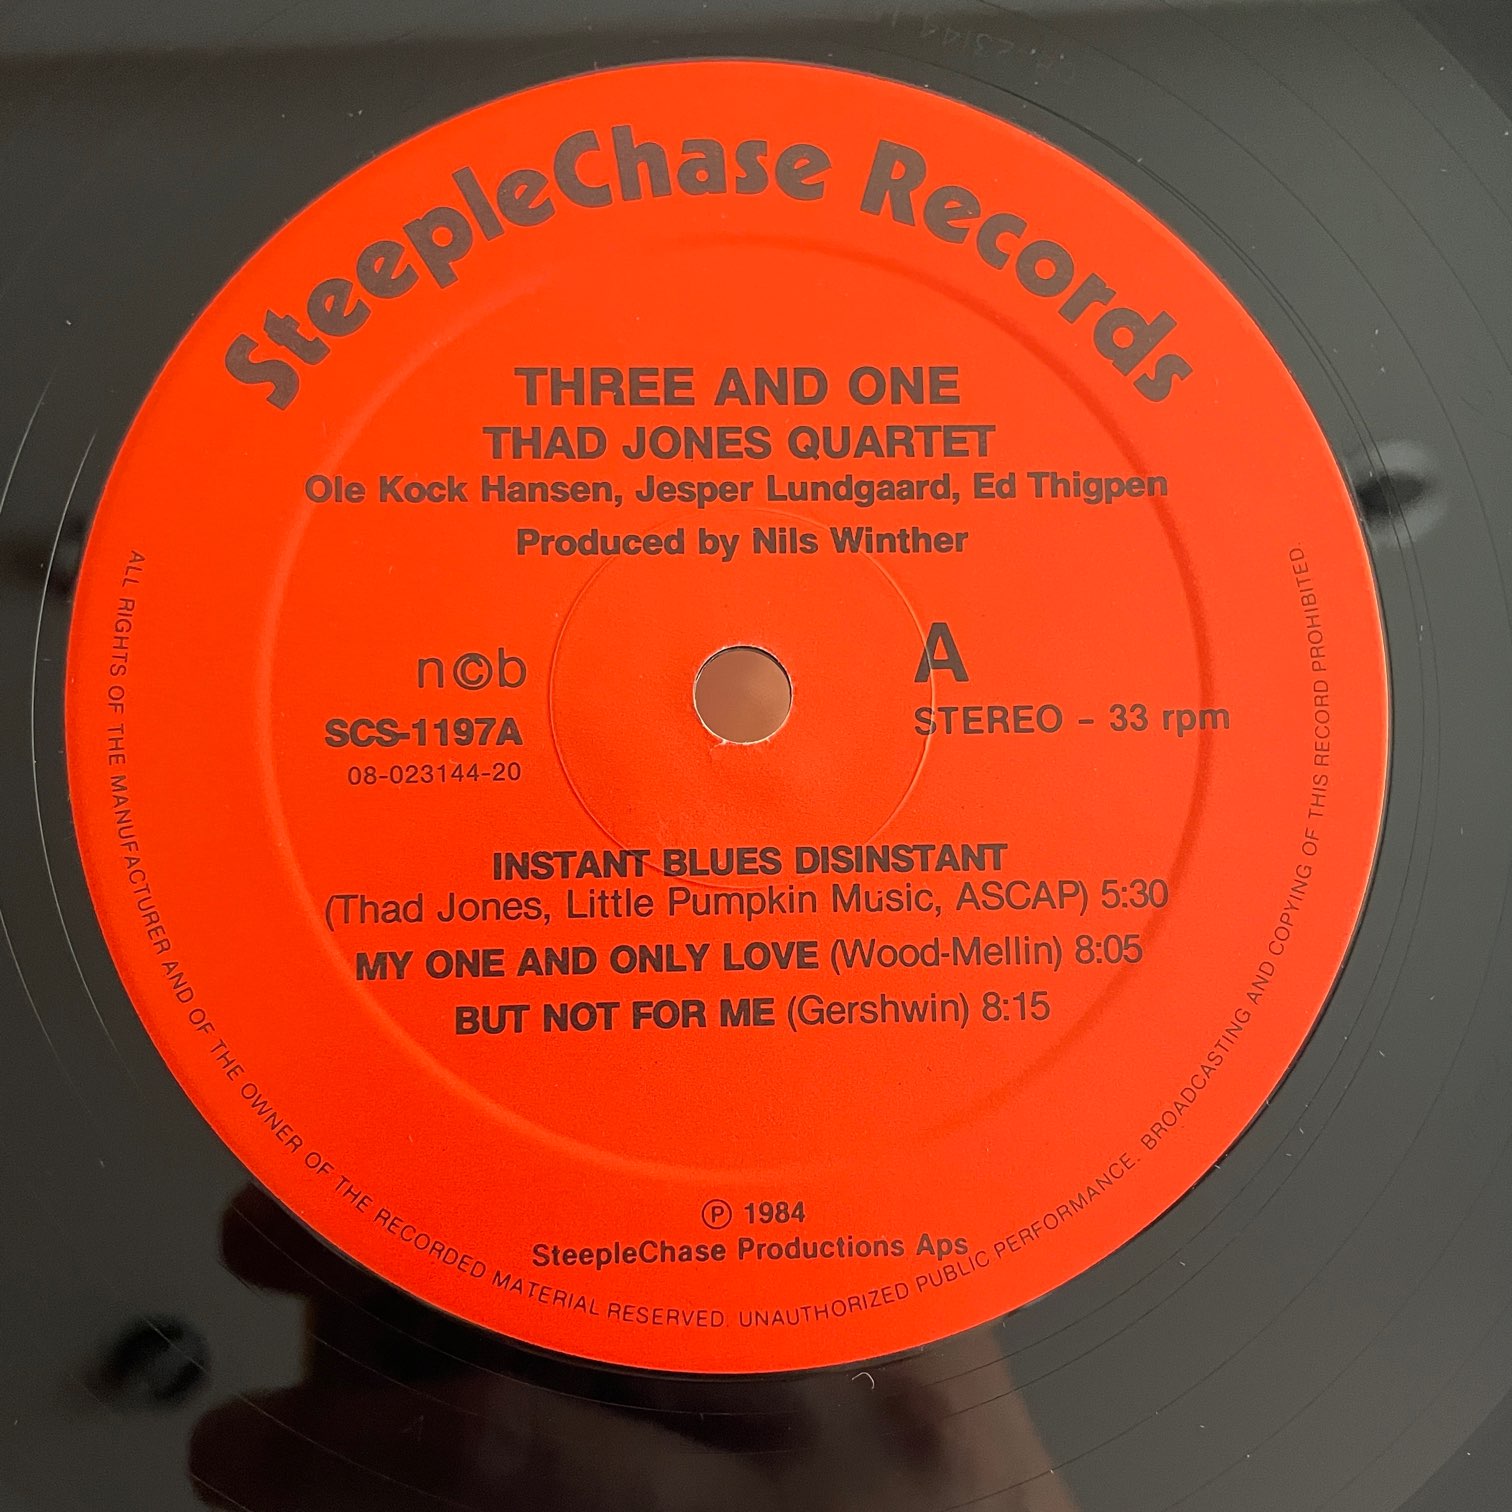 SteepleChase Records
THREE AND ONE
THAD JONES QUARTET
Ole Kock Hansen, Jesper Lundgaard, Ed Thigpen
Produced by Nils Winther
n©b
SCS-1197A
08-023144-20
A
STEREO - 33 rpm
INSTANT BLUES DISINSTANT
(Thad Jones, Little Pumpkin Music, ASCAP) 5:30
MY ONE AND ONLY LOVE (Wood-Mellin) 8:05
BUT NOT FOR ME (Gershwin) 8:15
℗ 1984
SteepleChase Productions Aps
ALL RIGHTS OF THE MANUFACTURER AND OF THE OWNER OF THE RECORDED MATERIAL RESERVED. UNAUTHORIZED PUBLIC PERFORMANCE. BROADCASTING AND COPYING OF THIS RECORD PROHIBITED.